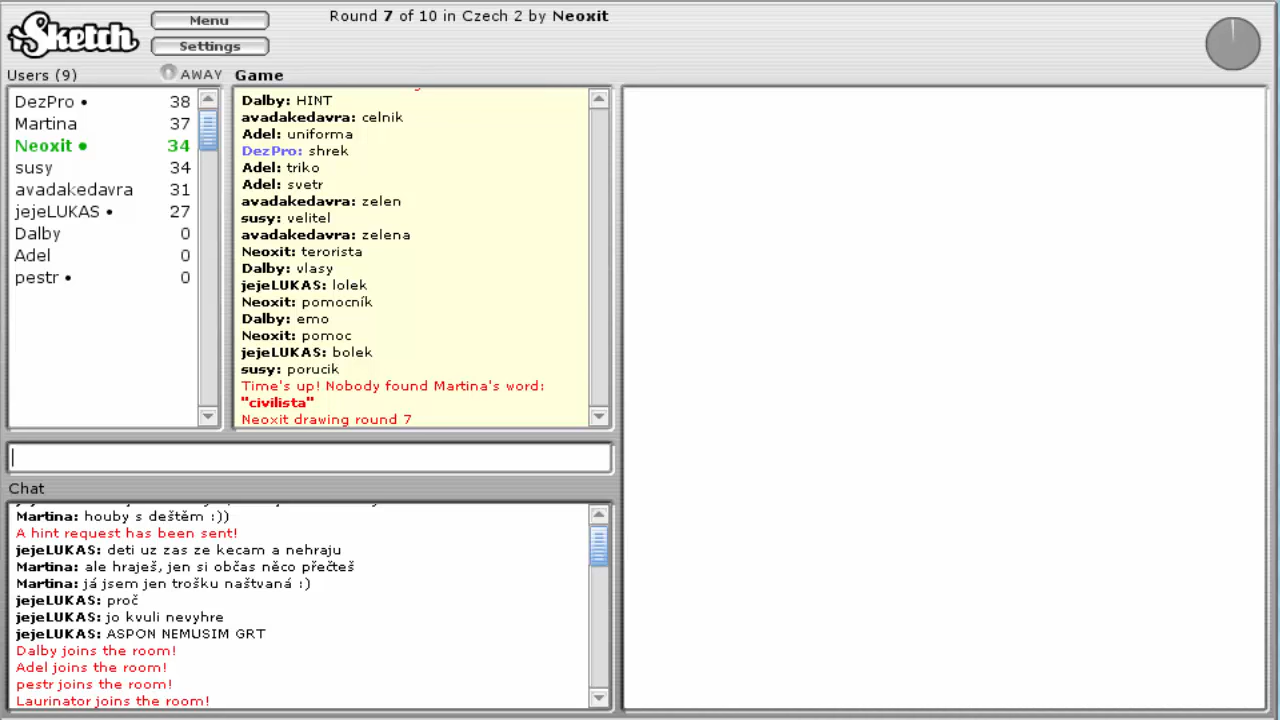 iSketch
Menu
Settings
Round 7 of 10 in Czech 2 by Neoxit
Users (9)
AWAY
DezPro • 38
Martina 37
Neoxit • 34
susy 34
avadakedavra 31
jejeLUKAS • 27
Dalby 0
Adel 0
pestr • 0
Game
Dalby: HINT
avadakedavra: celnik
Adel: uniforma
DezPro: shrek
Adel: triko
Adel: svetr
avadakedavra: zelen
susy: velitel
avadakedavra: zelena
Neoxit: terorista
Dalby: vlasy
jejeLUKAS: lolek
Neoxit: pomocník
Dalby: emo
Neoxit: pomoc
jejeLUKAS: bolek
susy: porucik
Time's up! Nobody found Martina's word:
"civilista"
Neoxit drawing round 7
Chat
Martina: houby s deštěm :))
A hint request has been sent!
jejeLUKAS: deti uz zas ze kecam a nehraju
Martina: ale hraješ, jen si občas něco přečteš
Martina: já jsem jen trošku naštvaná :)
jejeLUKAS: proč
jejeLUKAS: jo kvuli nevyhre
jejeLUKAS: ASPON NEMUSIM GRT
Dalby joins the room!
Adel joins the room!
pestr joins the room!
Laurinator joins the room!